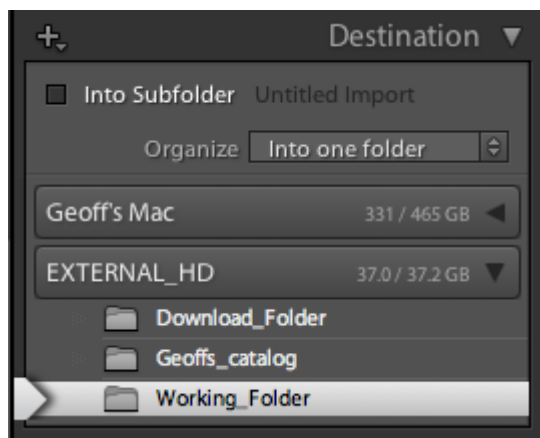 Destination
Into Subfolder Untitled Import
Organize Into one folder
Geoff's Mac 331 / 465 GB
EXTERNAL_HD 37.0 / 37.2 GB
Download_Folder
Geoffs_catalog
Working_Folder